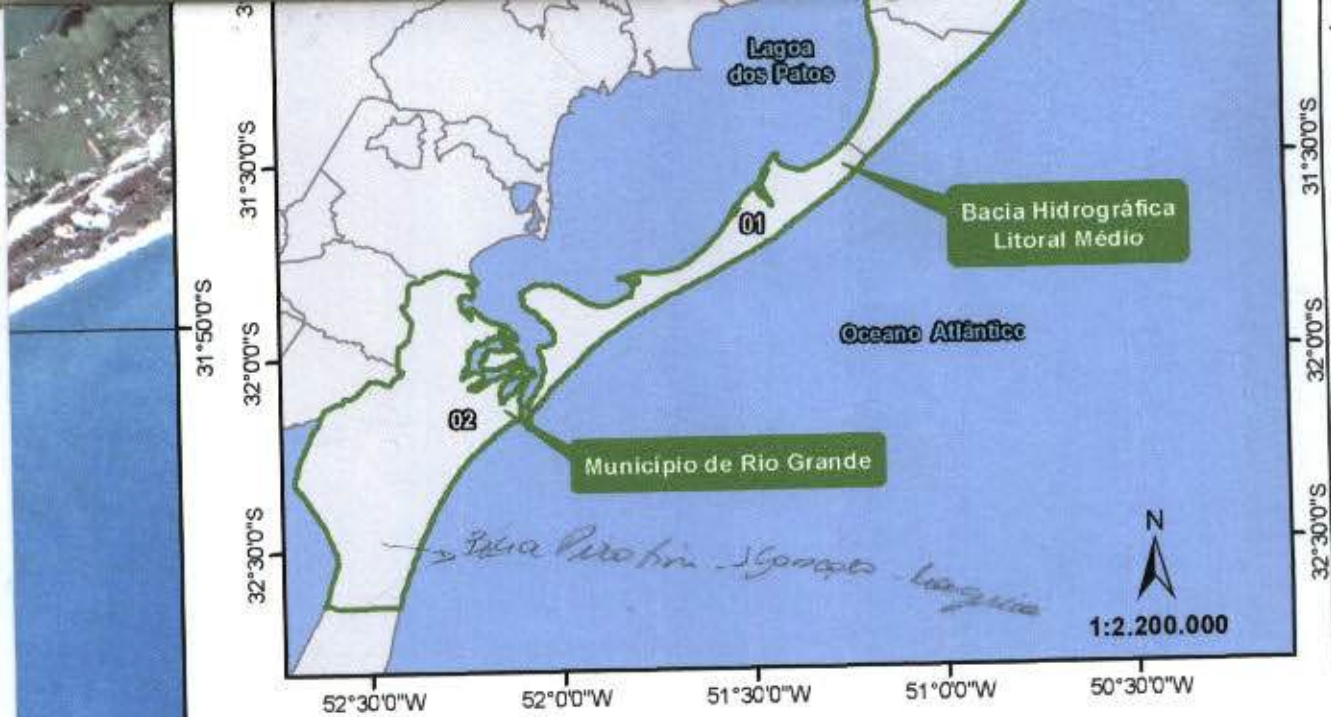 Lagoa
dos Patos
31°30'0"S
31°30'0"S
Bacia Hidrográfica
Litoral Médio
01
31°50'0"S
32°0'0"S
Oceano Atlântico
32°0'0"S
02
Município de Rio Grande
32°30'0"S
32°30'0"S
N
1:2.200.000
52°30'0"W
52°0'0"W
51°30'0"W
51°0'0"W
50°30'0"W